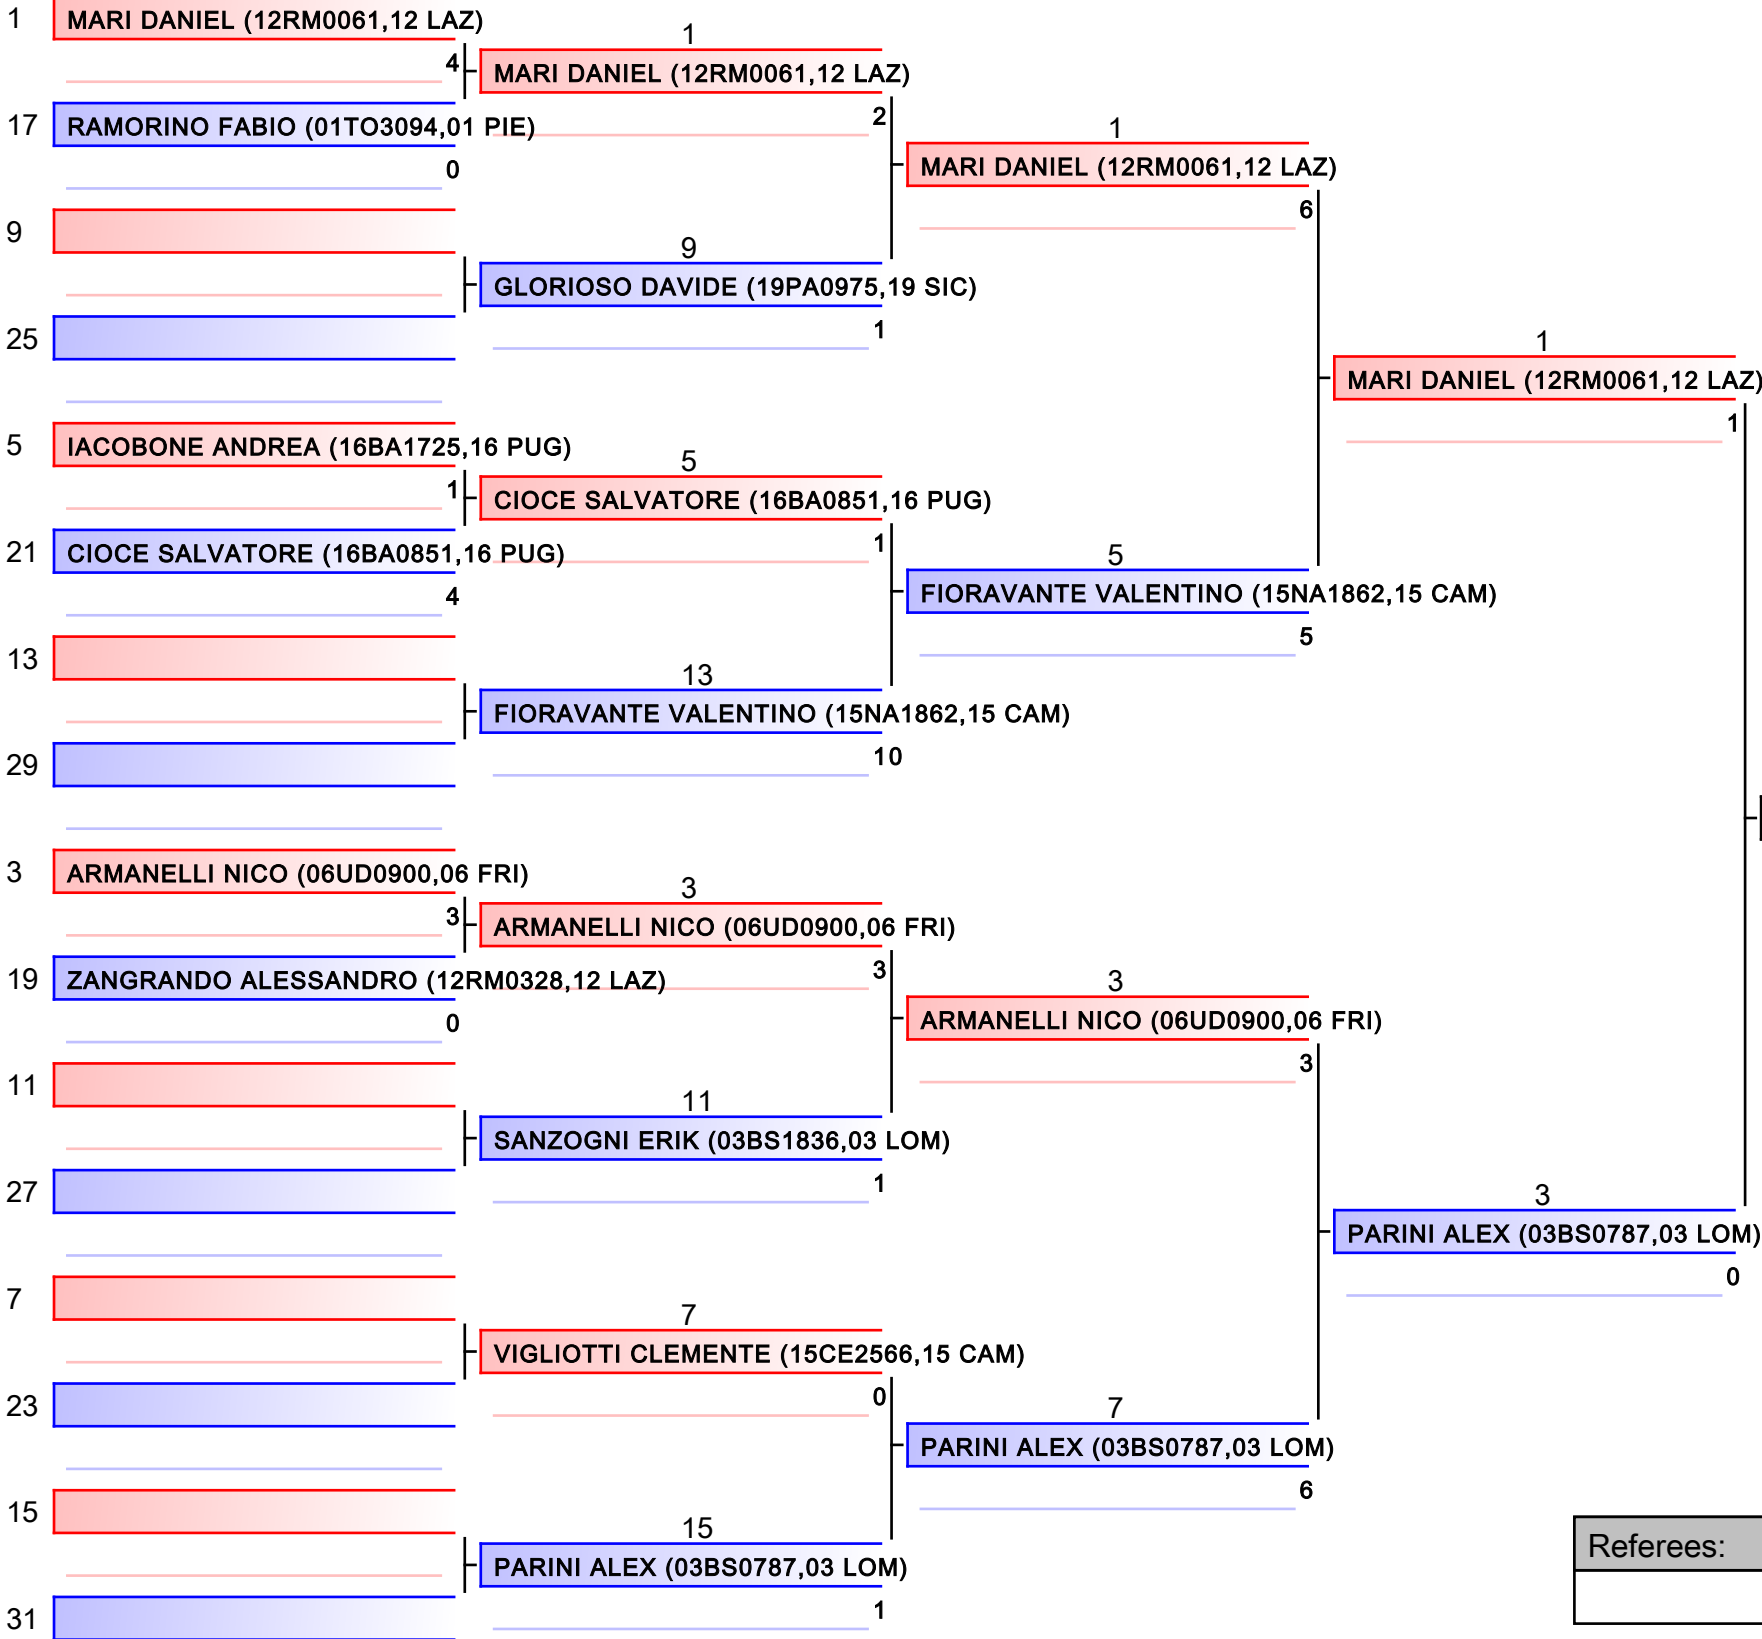 1 MARI DANIEL (12RM0061,12 LAZ)
4
17 RAMORINO FABIO (01TO3094,01 PIE)
0
9
25
5 IACOBONE ANDREA (16BA1725,16 PUG)
1
21 CIOCE SALVATORE (16BA0851,16 PUG)
4
13
29
3 ARMANELLI NICO (06UD0900,06 FRI)
3
19 ZANGRANDO ALESSANDRO (12RM0328,12 LAZ)
0
11
27
7
23
15
31
1
MARI DANIEL (12RM0061,12 LAZ)
2
9
GLORIOSO DAVIDE (19PA0975,19 SIC)
1
5
CIOCE SALVATORE (16BA0851,16 PUG)
1
13
FIORAVANTE VALENTINO (15NA1862,15 CAM)
10
3
ARMANELLI NICO (06UD0900,06 FRI)
3
11
SANZOGNI ERIK (03BS1836,03 LOM)
1
7
VIGLIOTTI CLEMENTE (15CE2566,15 CAM)
0
15
PARINI ALEX (03BS0787,03 LOM)
1
1
MARI DANIEL (12RM0061,12 LAZ)
6
5
FIORAVANTE VALENTINO (15NA1862,15 CAM)
5
3
ARMANELLI NICO (06UD0900,06 FRI)
3
7
PARINI ALEX (03BS0787,03 LOM)
6
1
MARI DANIEL (12RM0061,12 LAZ)
1
3
PARINI ALEX (03BS0787,03 LOM)
0
Referees: